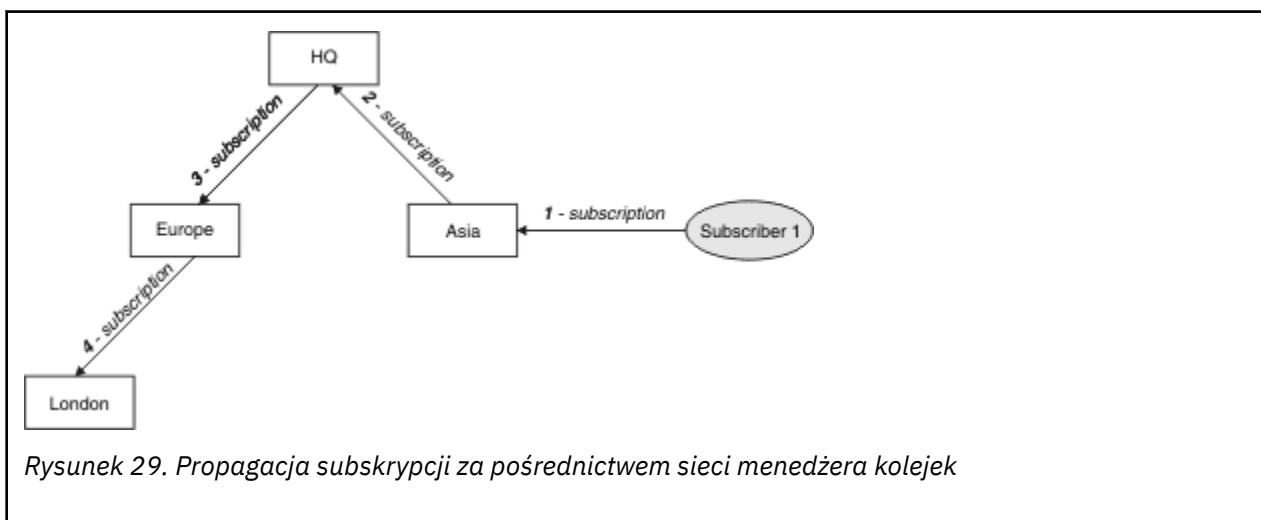 HQ
3 - subscription
2 - subscription
Europe
Asia
1 - subscription
Subscriber 1
4 - subscription
London
Rysunek 29. Propagacja subskrypcji za pośrednictwem sieci menedżera kolejek